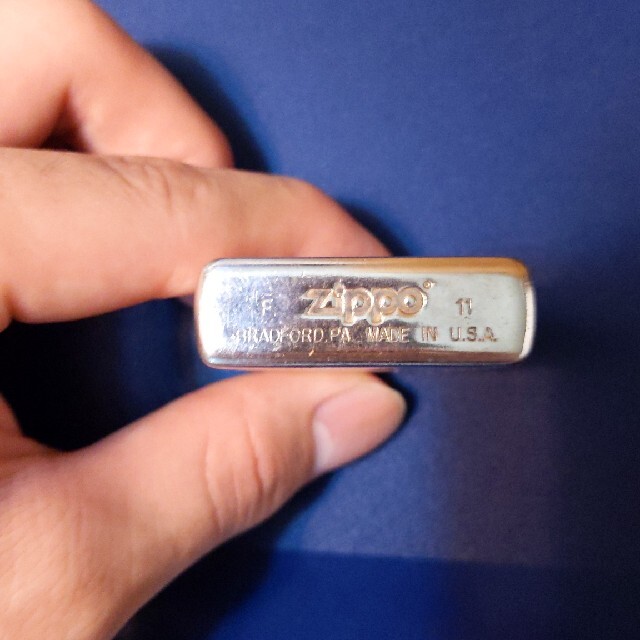 F zippo® 11
BRADFORD, PA. MADE IN U.S.A.